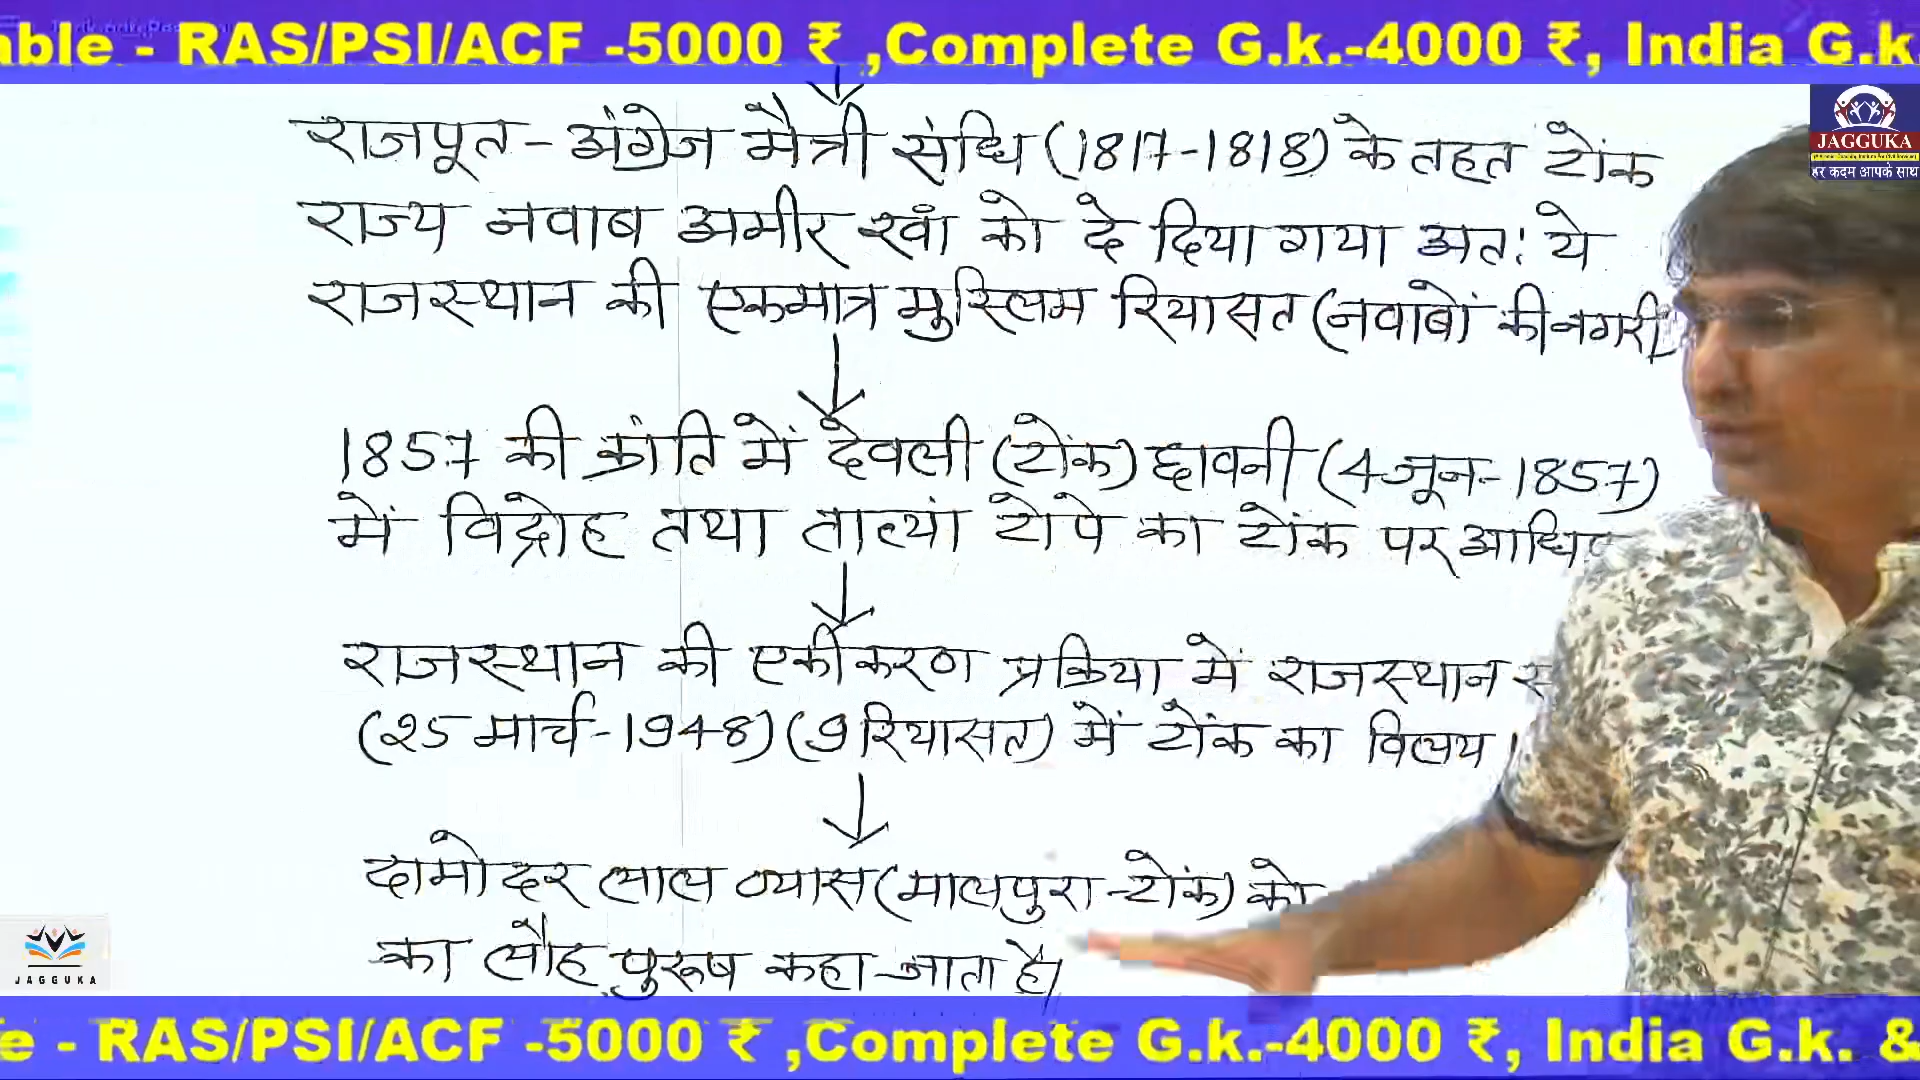 able - RAS/PSI/ACF -5000 ₹ ,Complete G.k.-4000 ₹, India G.k
JAGGUKA
हर कदम आपके साथ
राजपूत - अंग्रेज मैत्री संधि (1817-1818) के तहत टोंक
राज्य नवाब अमीर खां को दे दिया गया अतः ये
राजस्थान की एकमात्र मुस्लिम रियासत (नवाबों की नगरी
1857 की क्रांति में देवली (टोंक) छावनी (4 जून - 1857)
में विद्रोह तथा तात्यां टोपे का टोंक पर आधि
राजस्थान की एकीकरण प्रक्रिया में राजस्थान स
(25 मार्च - 1948) (9 रियासत) में टोंक का विलय।
दामोदर लाल व्यास (मालपुरा - टोंक) को
का लौह पुरूष कहा जाता है।
JAGGUKA
e - RAS/PSI/ACF -5000 ₹ ,Complete G.k.-4000 ₹, India G.k. &